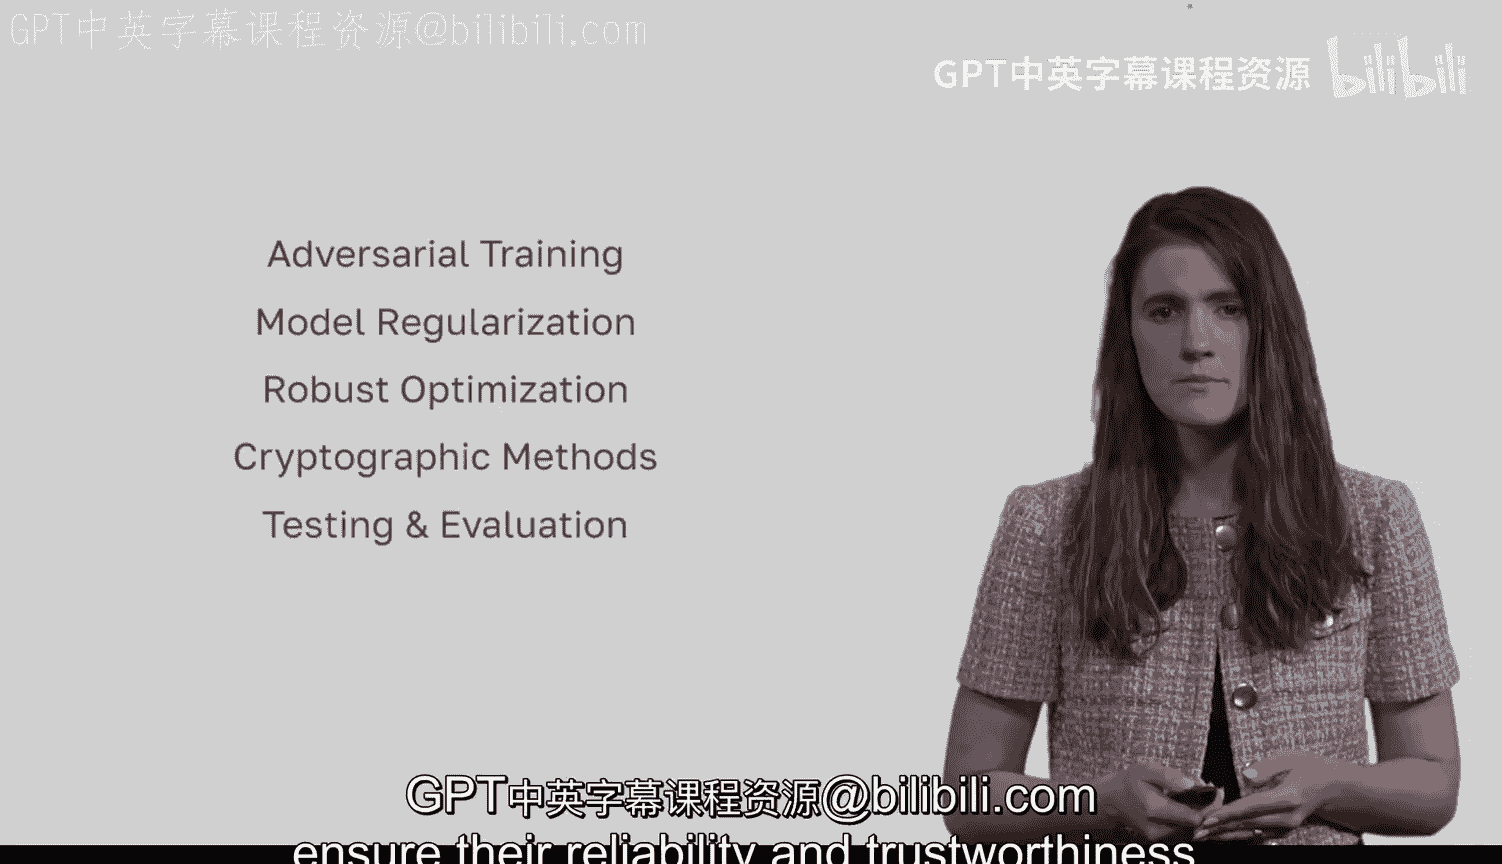 GPT中英字幕课程资源@bilibili.com
GPT中英字幕课程资源 bilibili
Adversarial Training
Model Regularization
Robust Optimization
Cryptographic Methods
Testing & Evaluation
GPT中英字幕课程资源@bilibili.com
ensure their reliability and trustworthiness